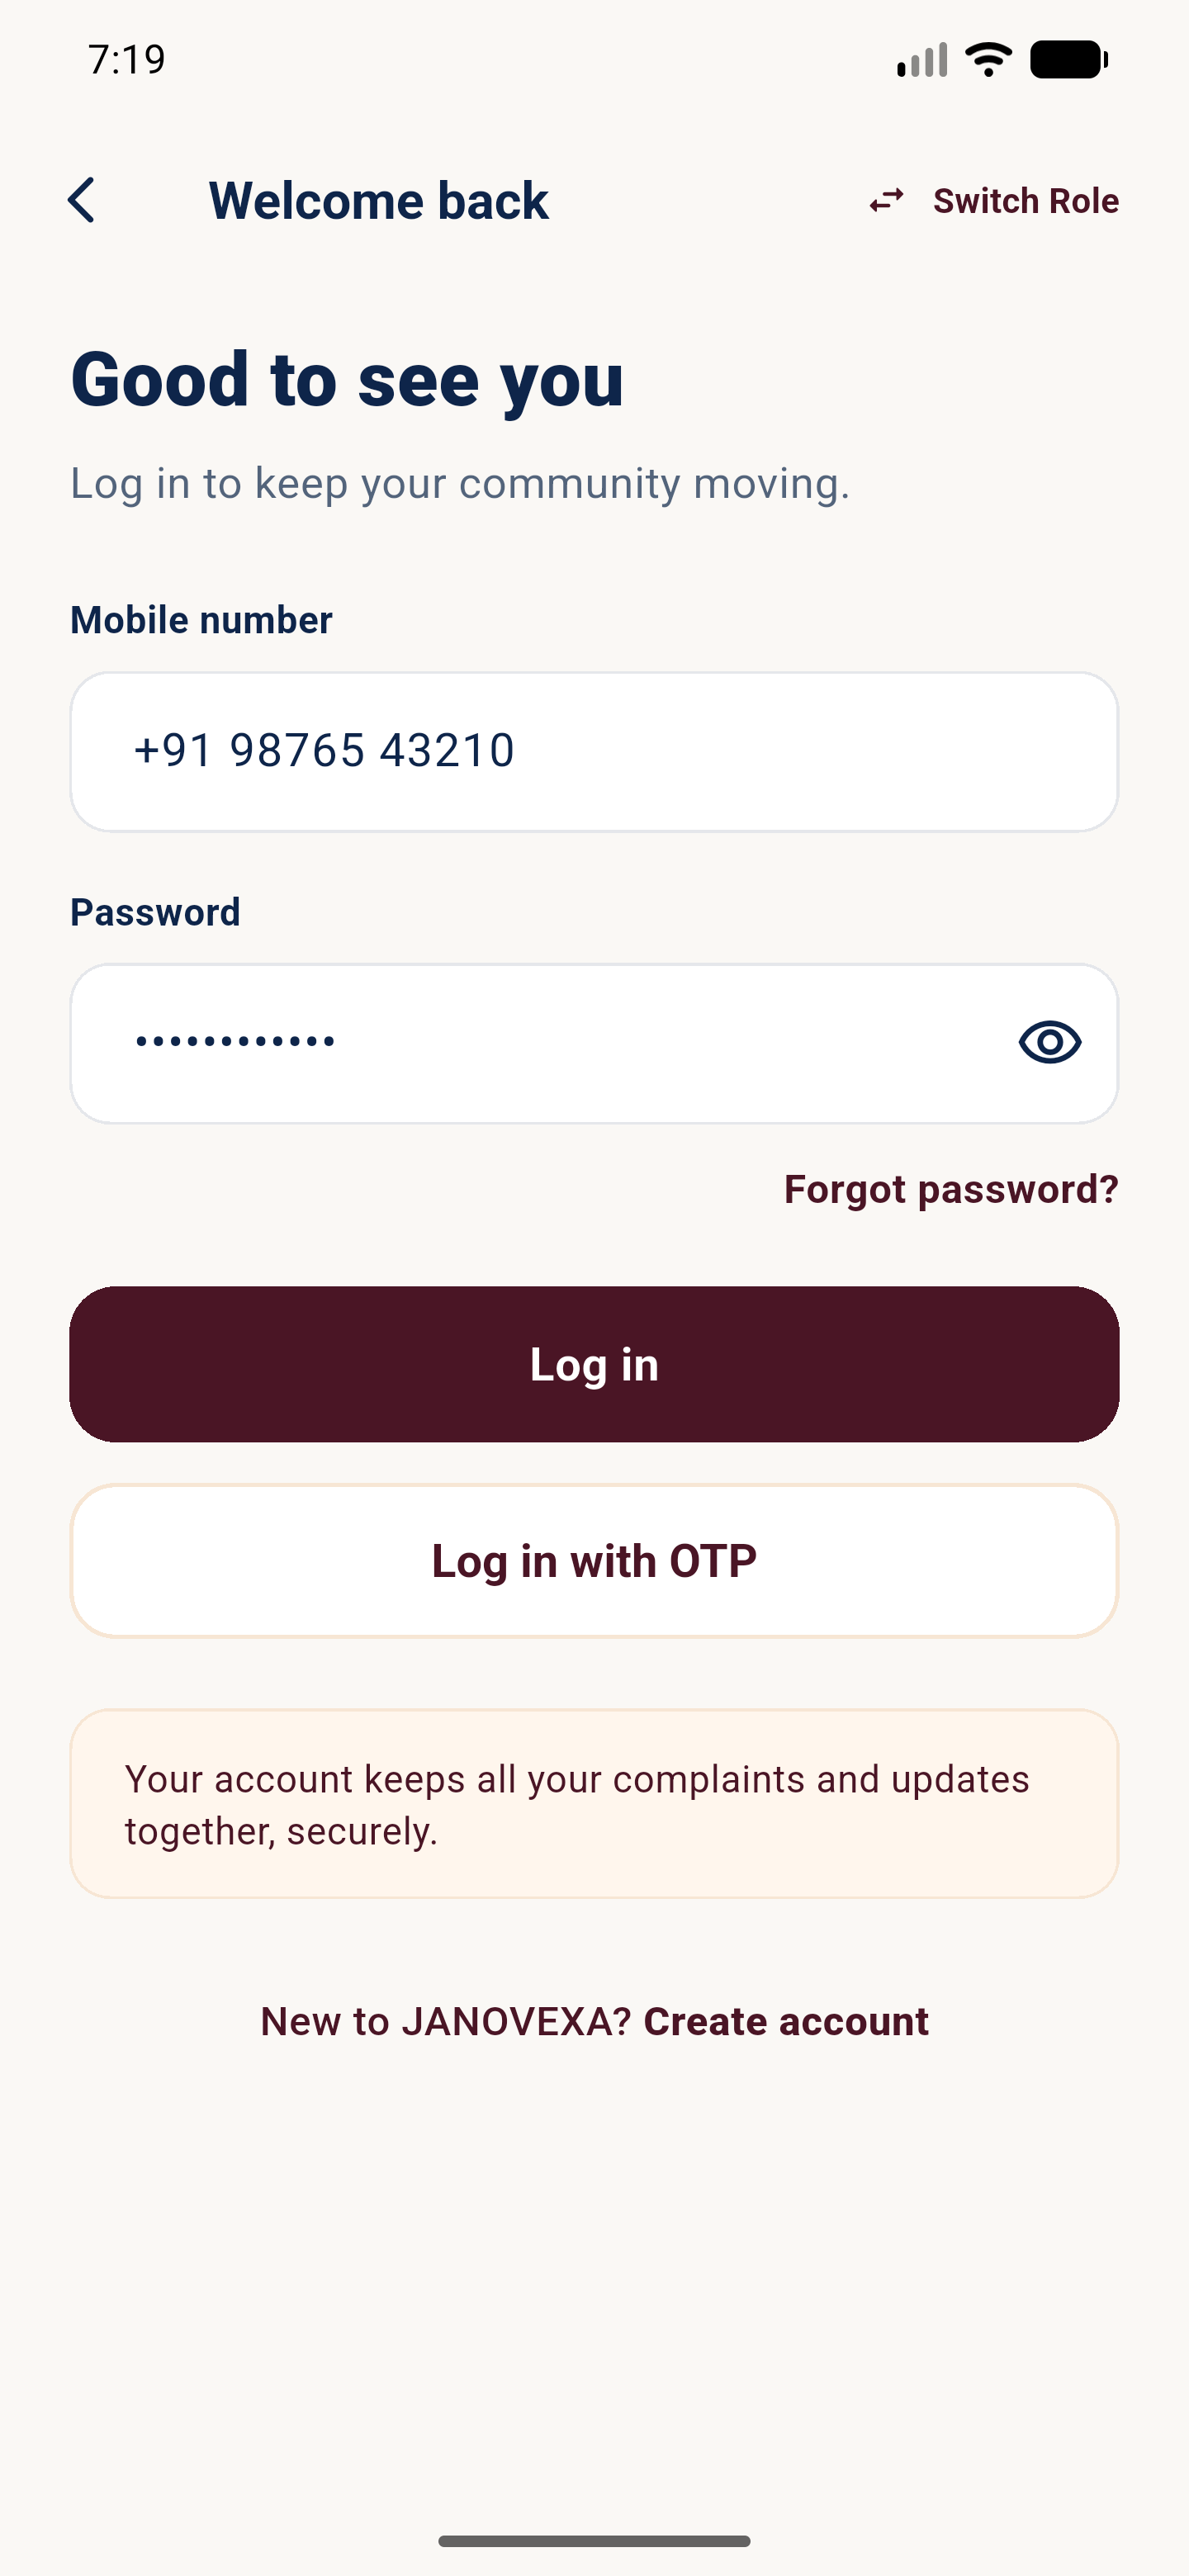 7:19
Welcome back
Switch Role
Good to see you
Log in to keep your community moving.
Mobile number
+91 98765 43210
Password
••••••••••••
Forgot password?
Log in
Log in with OTP
Your account keeps all your complaints and updates
together, securely.
New to JANOVEXA? Create account